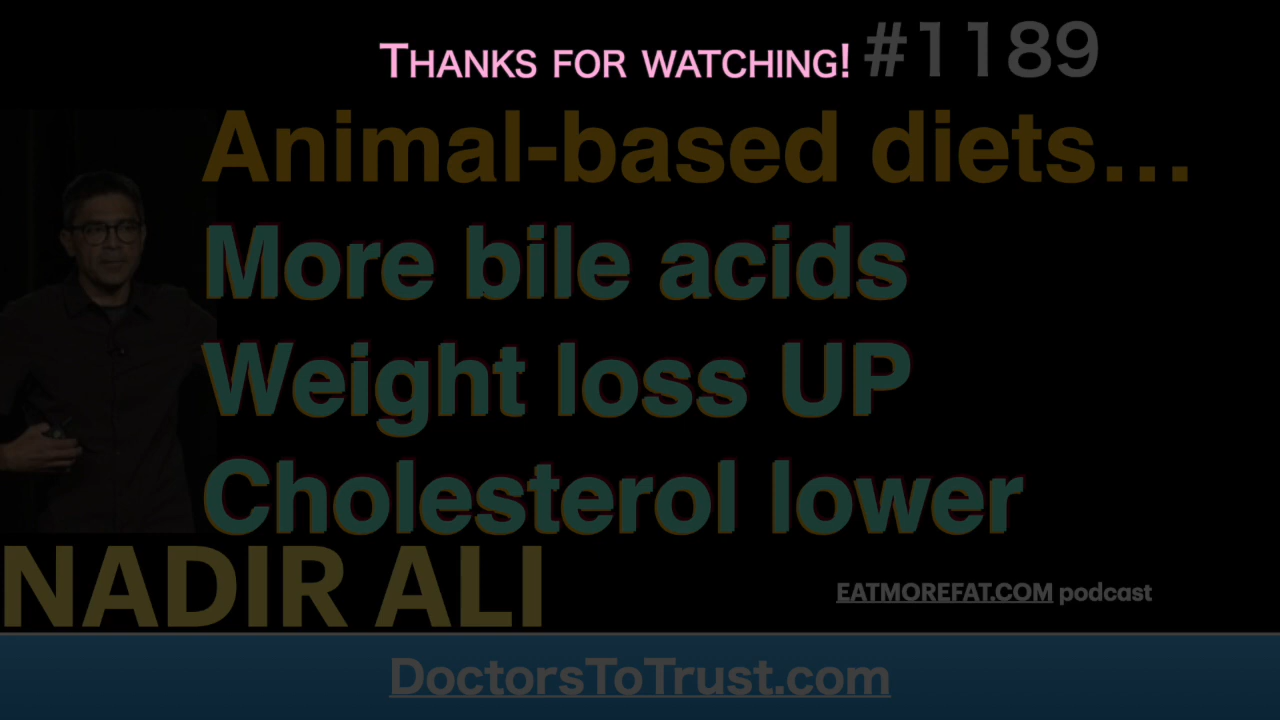 THANKS FOR WATCHING! #1189
Animal-based diets...
More bile acids
Weight loss UP
Cholesterol lower
NADIR ALI
EATMOREFAT.COM podcast
DoctorsToTrust.com